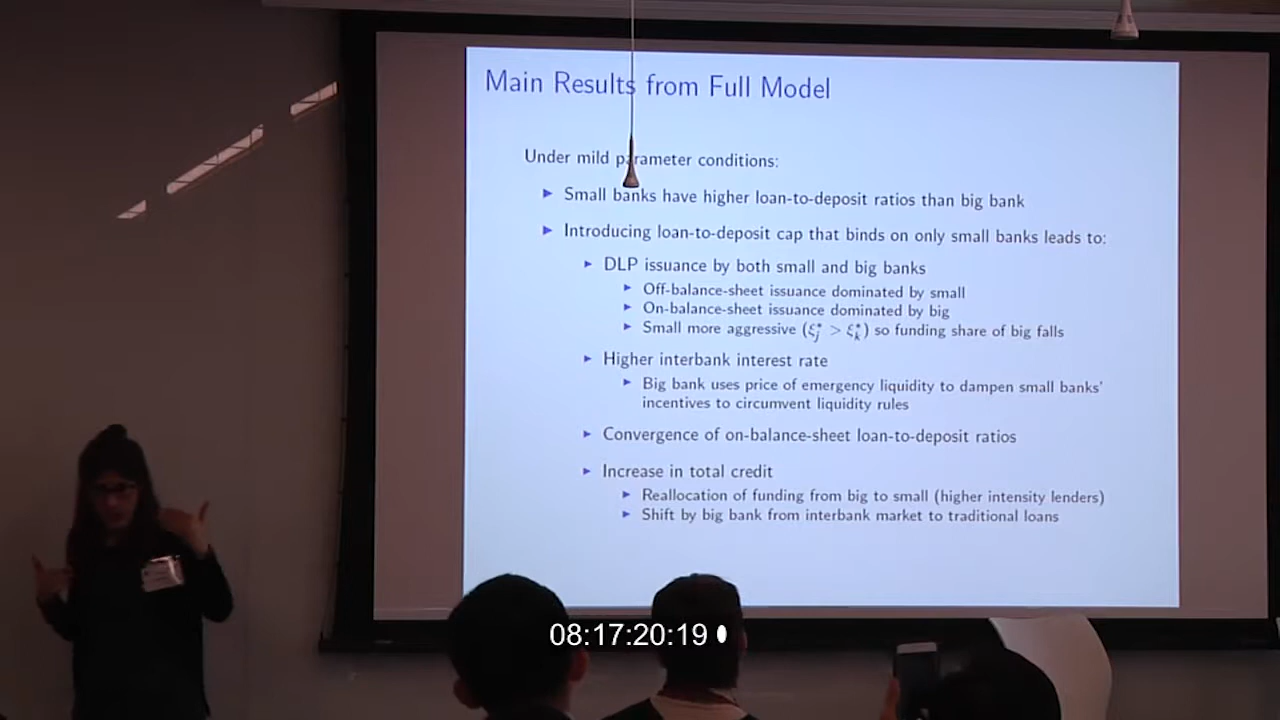 Main Results from Full Model
Under mild parameter conditions:
► Small banks have higher loan-to-deposit ratios than big bank
► Introducing loan-to-deposit cap that binds on only small banks leads to:
► DLP issuance by both small and big banks
► Off-balance-sheet issuance dominated by small
► On-balance-sheet issuance dominated by big
► Small more aggressive (ξ*j > ξ*k) so funding share of big falls
► Higher interbank interest rate
► Big bank uses price of emergency liquidity to dampen small banks'
incentives to circumvent liquidity rules
► Convergence of on-balance-sheet loan-to-deposit ratios
► Increase in total credit
► Reallocation of funding from big to small (higher intensity lenders)
► Shift by big bank from interbank market to traditional loans
08:17:20:19